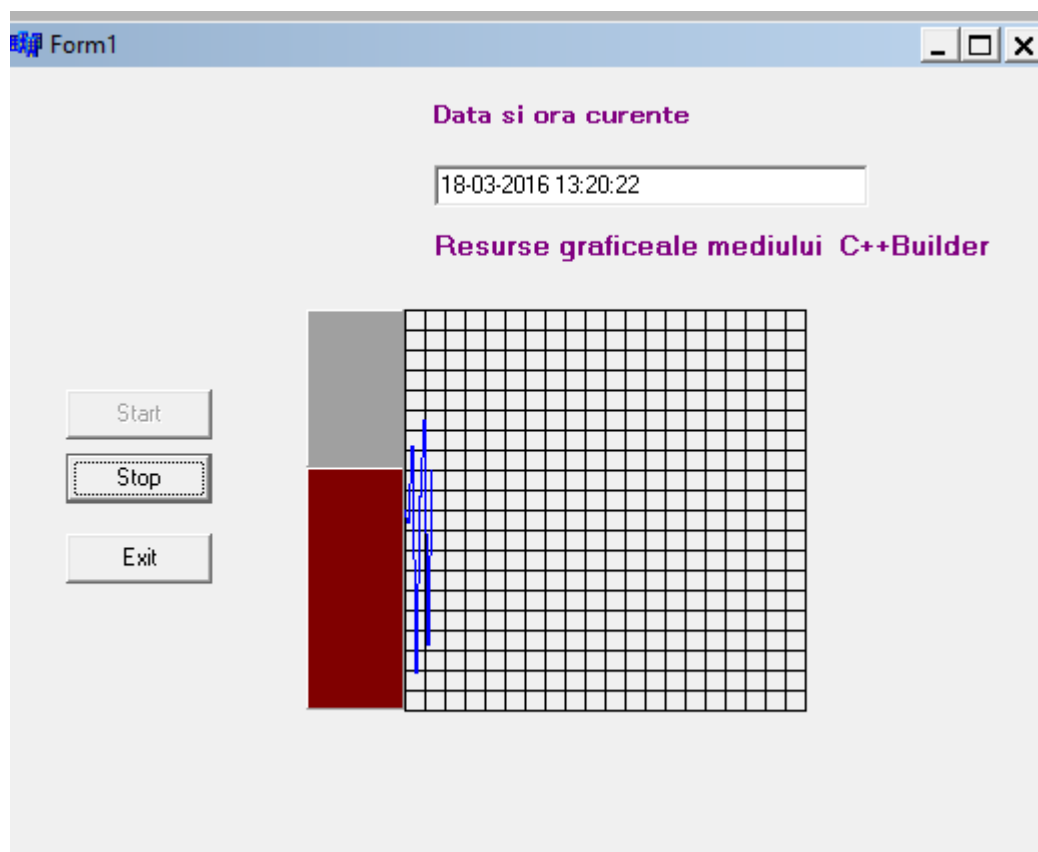 Form1
Data si ora curente
18-03-2016 13:20:22
Resurse graficeale mediului C++Builder
Start
Stop
Exit